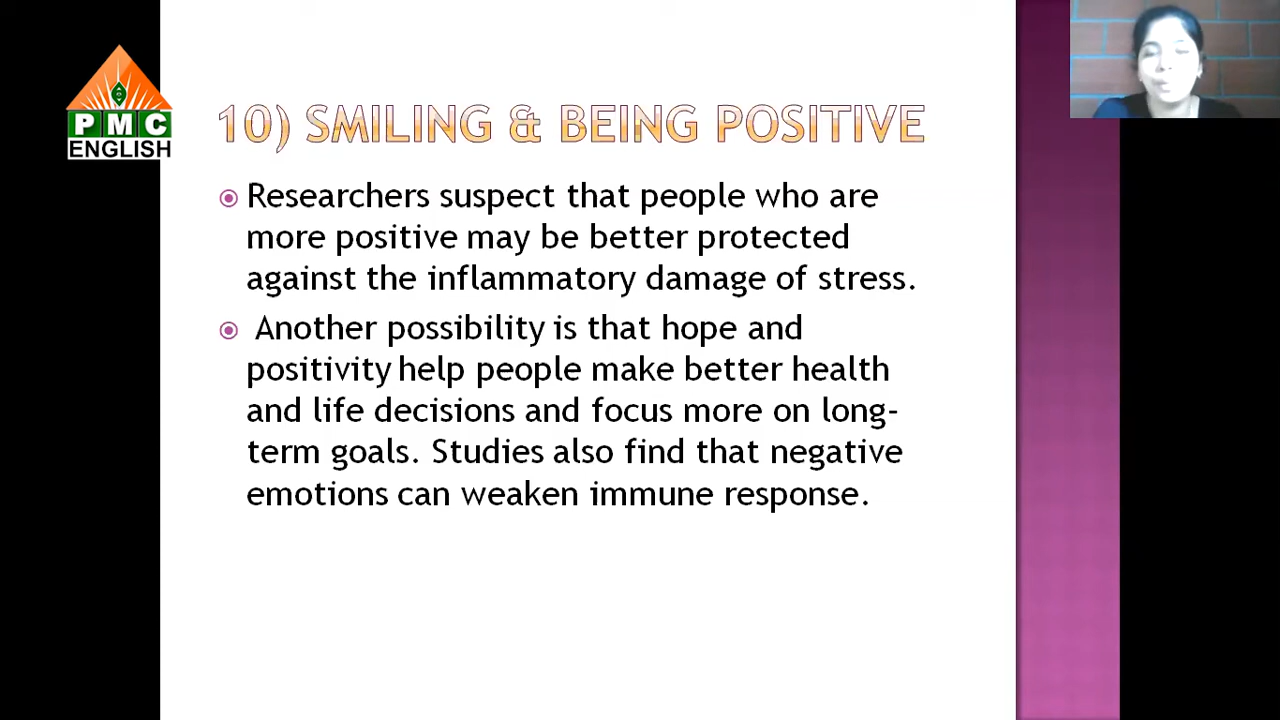 PMC
ENGLISH
10) SMILING & BEING POSITIVE
Researchers suspect that people who are
more positive may be better protected
against the inflammatory damage of stress.
Another possibility is that hope and
positivity help people make better health
and life decisions and focus more on long-
term goals. Studies also find that negative
emotions can weaken immune response.